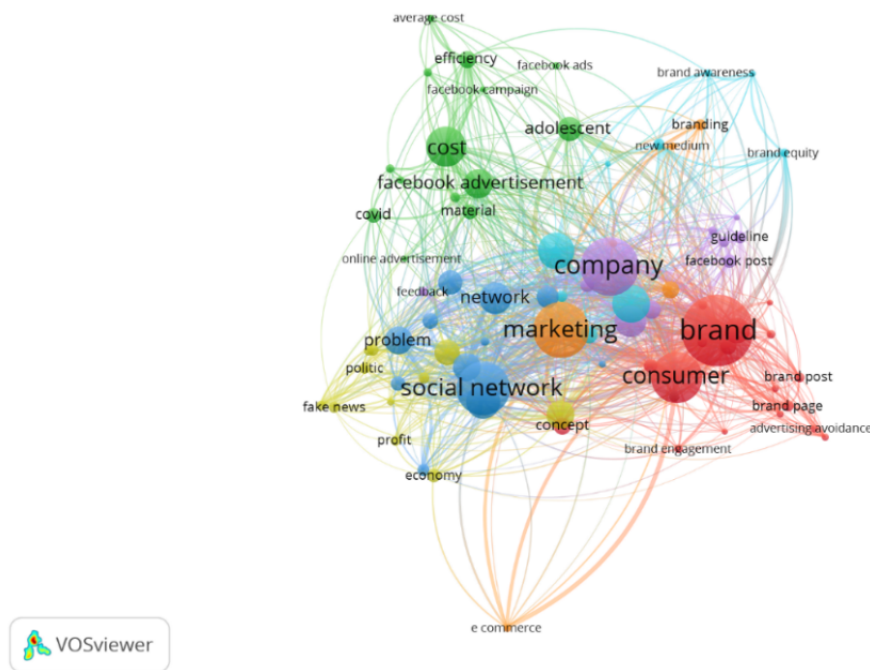 average cost
efficiency
facebook ads
brand awareness
facebook campaign
adolescent
branding
cost
new medium
brand equity
facebook advertisement
material
covid
guideline
online advertisement
company
facebook post
feedback
network
marketing
brand
problem
politic
social network
consumer
brand post
fake news
brand page
concept
advertising avoidance
profit
brand engagement
economy
e commerce
VOSviewer